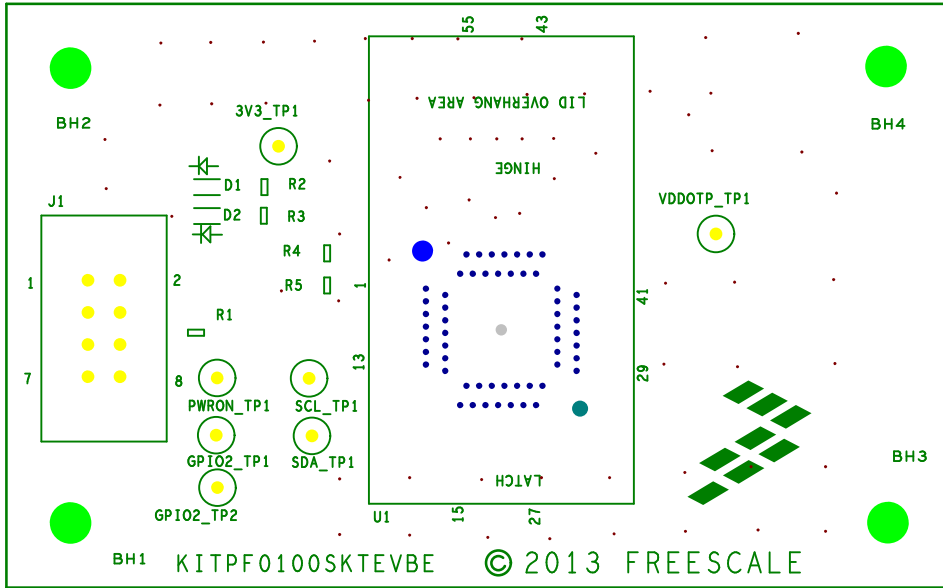 55
43
LID OVERHANG AREA
3V3_TP1
BH2
BH4
HINGE
D1
R2
J1
VDDOTP_TP1
D2
R3
R4
1
2
R5
1
41
R1
13
29
7
8
PWRON_TP1
SCL_TP1
GPIO2_TP1
SDA_TP1
BH3
LATCH
GPIO2_TP2
U1
15
27
BH1
KITPF0100SKTEVBE
© 2013 FREESCALE